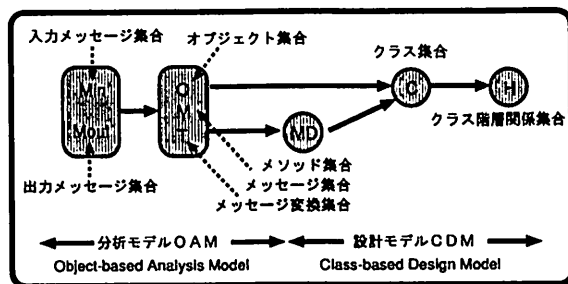 入力メッセージ集合
オブジェクト集合
クラス集合
Min
Mout
O
M
T
MD
C
H
クラス階層関係集合
メソッド集合
メッセージ集合
メッセージ変換集合
出力メッセージ集合
分析モデルOAM
設計モデルCDM
Object-based Analysis Model
Class-based Design Model